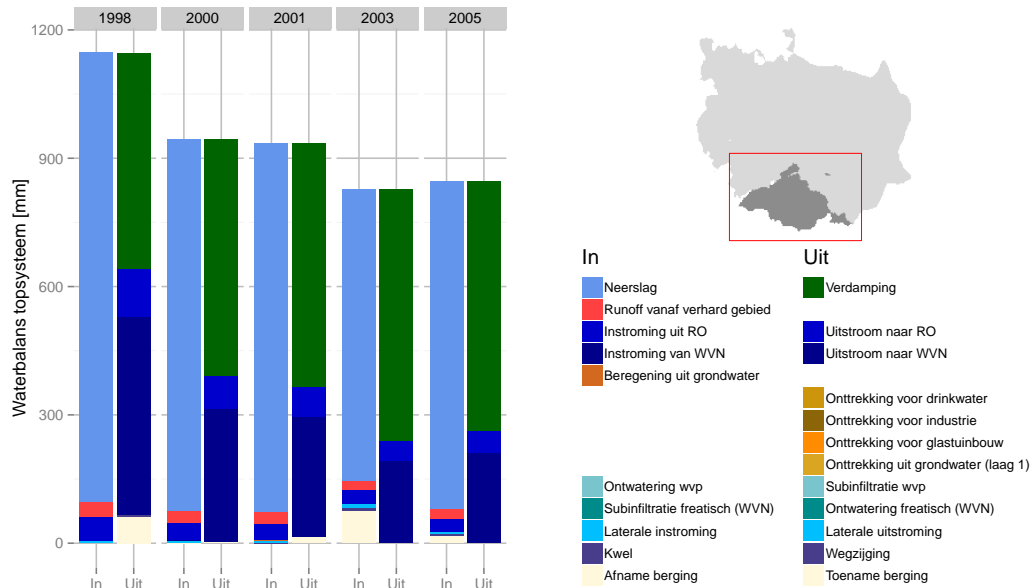 1998 2000 2001 2003 2005
1200
900
600
300
0
Waterbalans topsysteem [mm]
In Uit In Uit In Uit In Uit In Uit
In
Neerslag
Runoff vanaf verhard gebied
Instroming uit RO
Instroming van WVN
Beregening uit grondwater
Ontwatering wvp
Subinfiltratie freatisch (WVN)
Laterale instroming
Kwel
Afname berging
Uit
Verdamping
Uitstroom naar RO
Uitstroom naar WVN
Onttrekking voor drinkwater
Onttrekking voor industrie
Onttrekking voor glastuinbouw
Onttrekking uit grondwater (laag 1)
Subinfiltratie wvp
Ontwatering freatisch (WVN)
Laterale uitstroming
Wegzijging
Toename berging